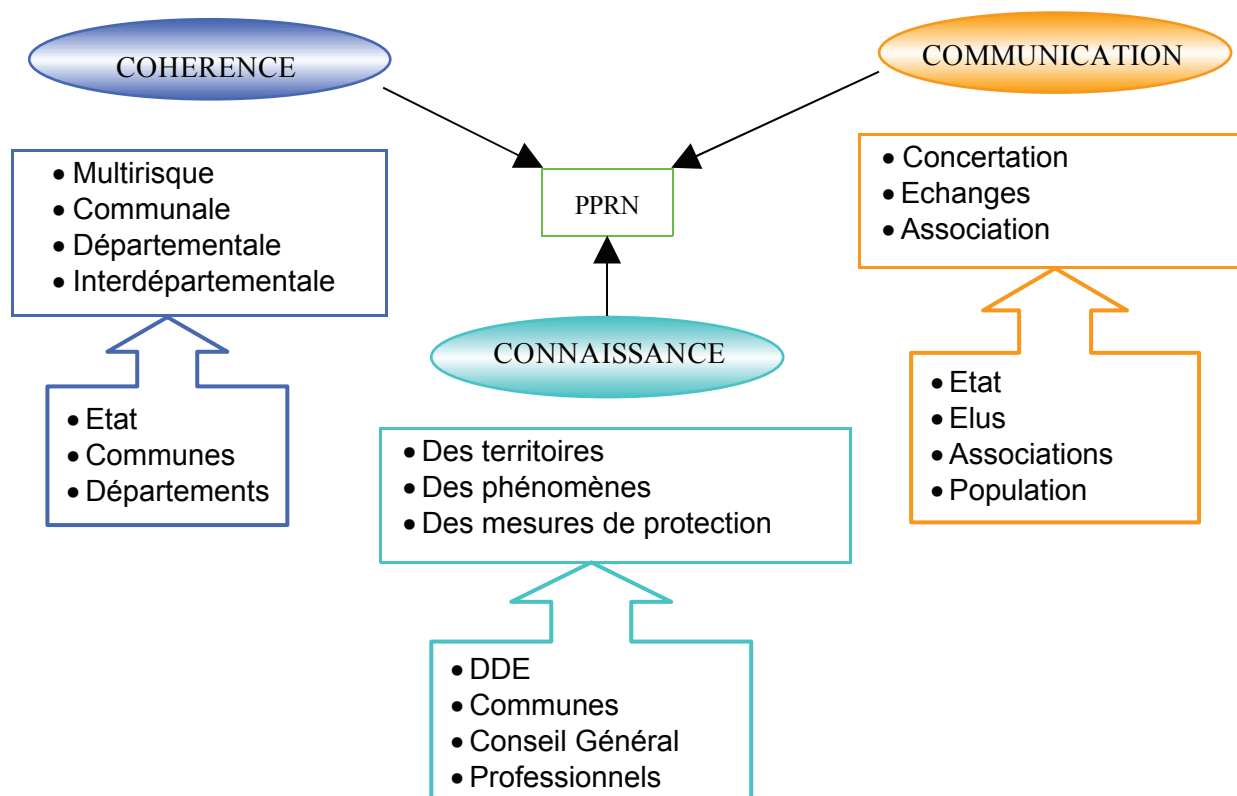 COHERENCE
COMMUNICATION
• Multirisque
• Communale
• Départementale
• Interdépartementale
PPRN
• Concertation
• Echanges
• Association
CONNAISSANCE
• Etat
• Communes
• Départements
• Des territoires
• Des phénomènes
• Des mesures de protection
• Etat
• Elus
• Associations
• Population
• DDE
• Communes
• Conseil Général
• Professionnels